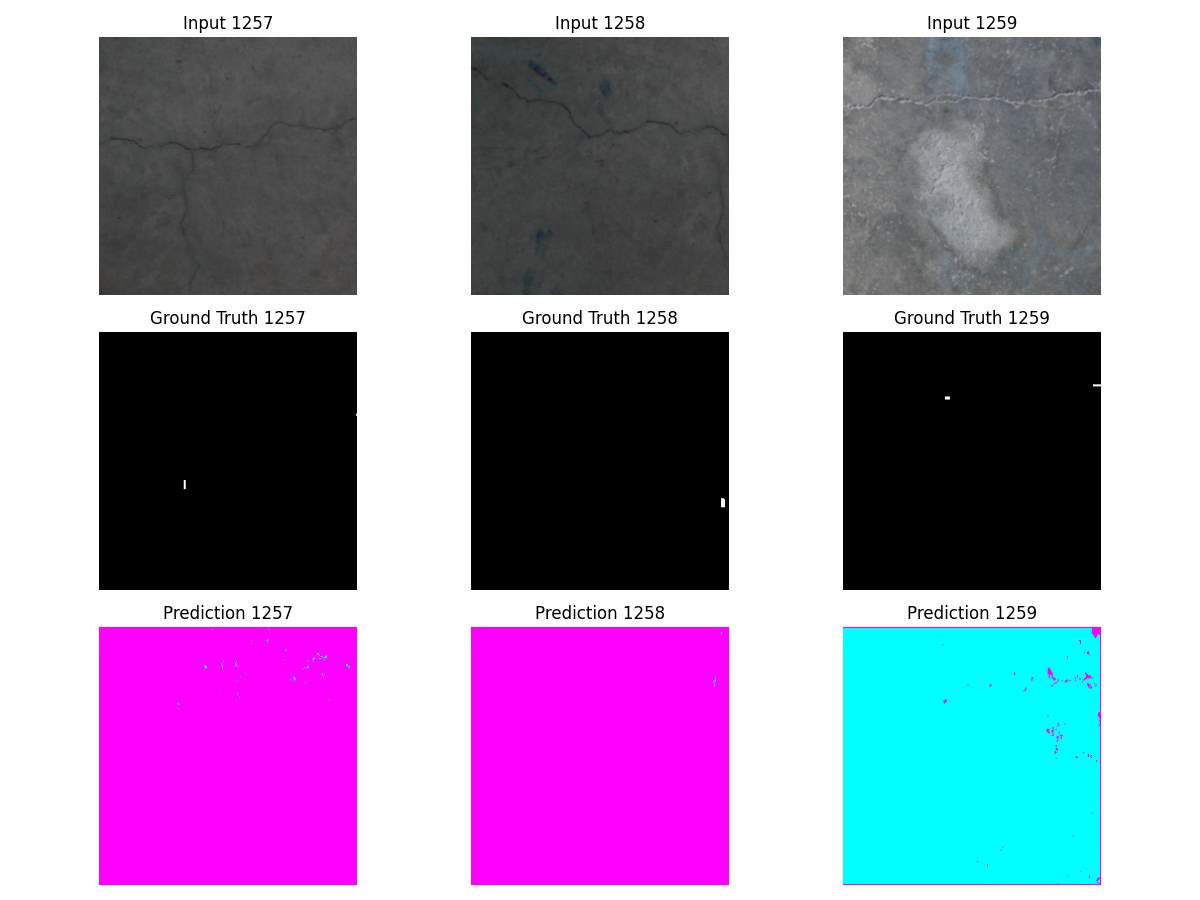 Input 1257
Input 1258
Input 1259
Ground Truth 1257
Ground Truth 1258
Ground Truth 1259
Prediction 1257
Prediction 1258
Prediction 1259